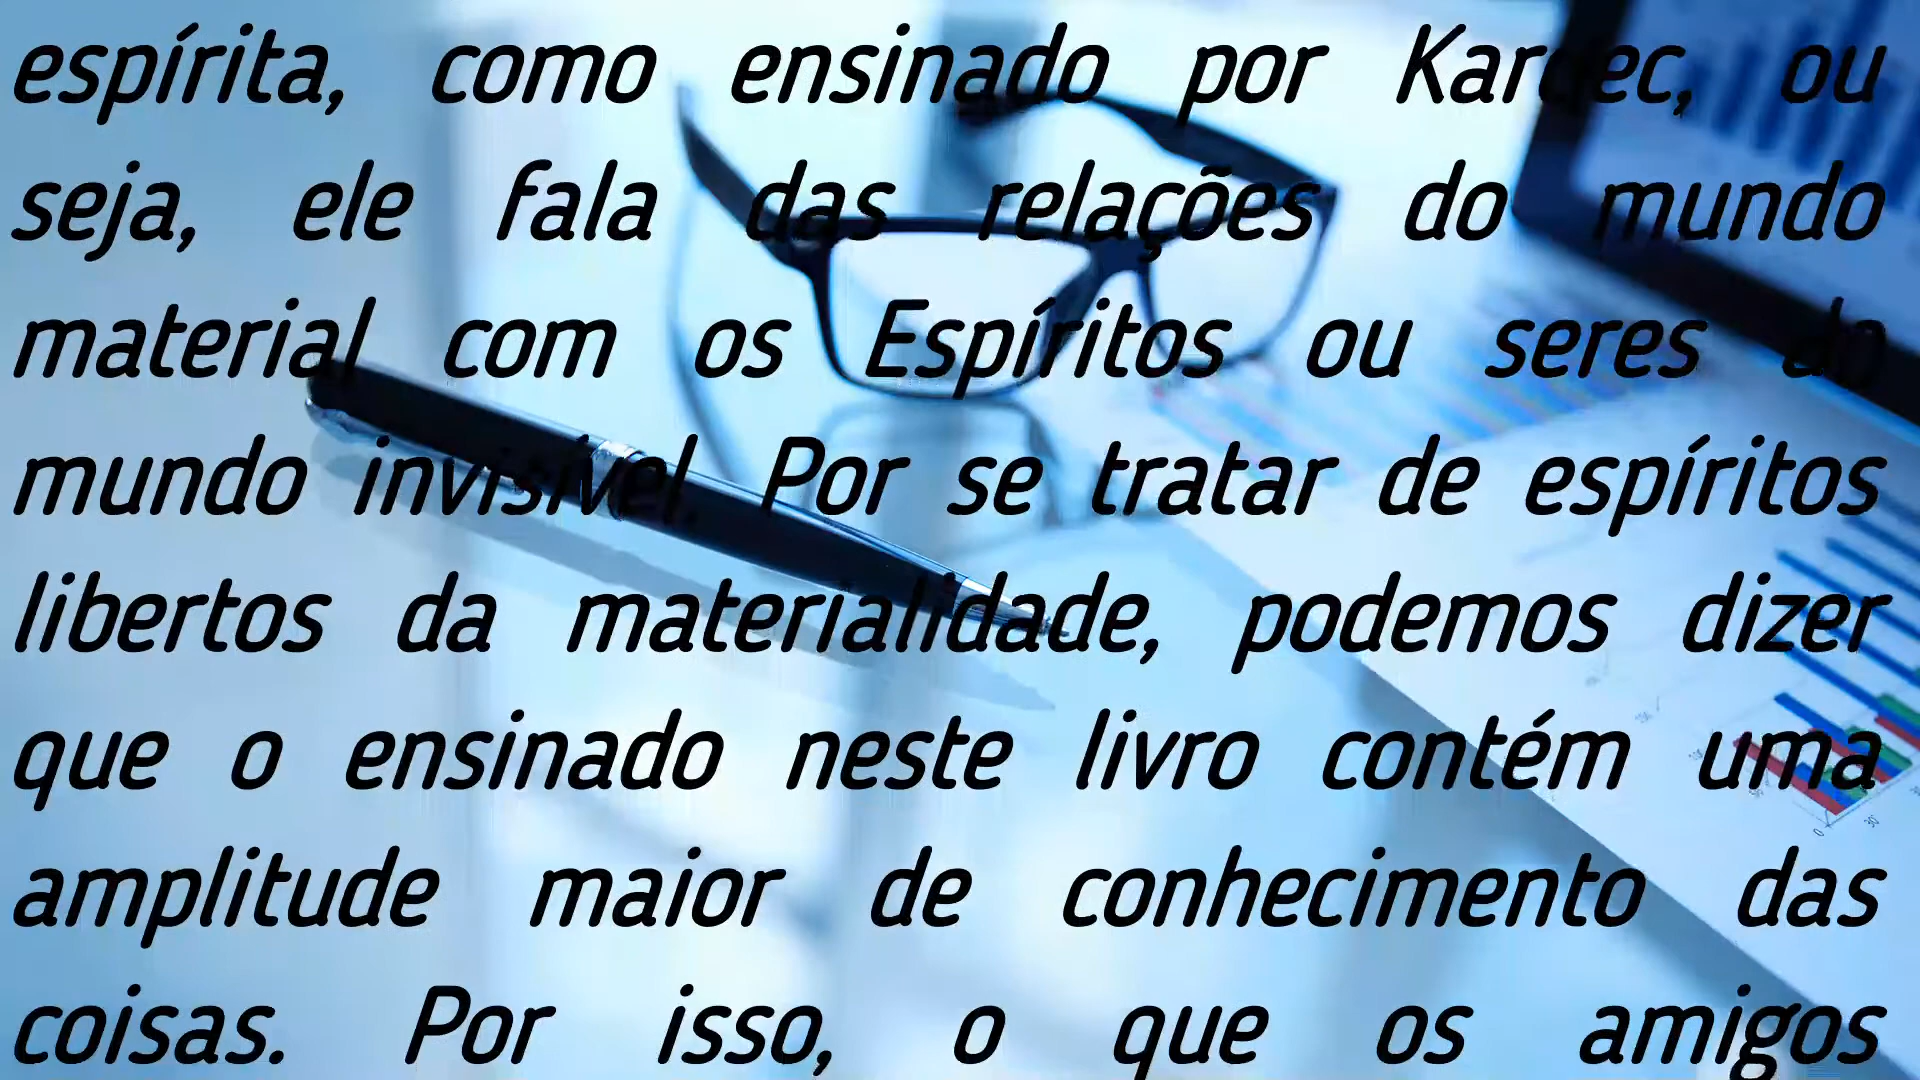 espírita, como ensinado por Kardec, ou
seja, ele fala das relações do mundo
material com os Espíritos ou seres do
mundo invisível. Por se tratar de espíritos
libertos da materialidade, podemos dizer
que o ensinado neste livro contém uma
amplitude maior de conhecimento das
coisas. Por isso, o que os amigos